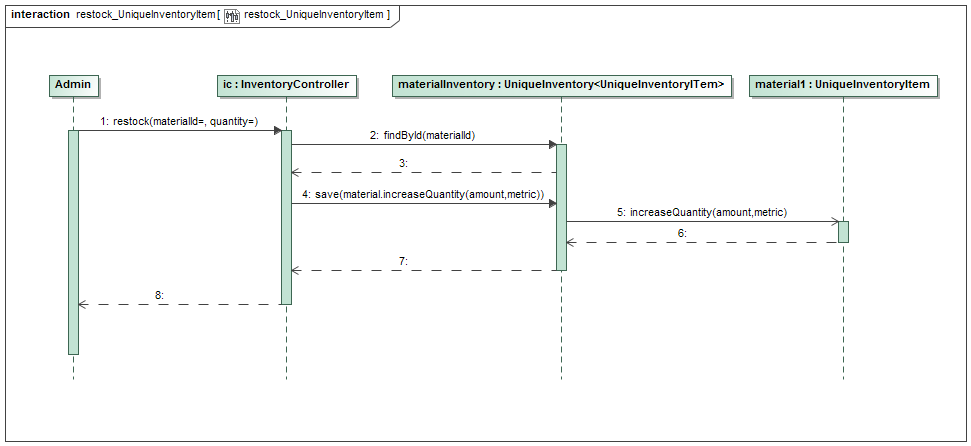 interaction restock_UniqueInventoryItem[ restock_UniqueInventoryItem ]
Admin
ic : InventoryController
materialInventory : UniqueInventory<UniqueInventoryITem>
material1 : UniqueInventoryItem
1: restock(materialId=, quantity=)
2: findById(materialId)
3:
4: save(material.increaseQuantity(amount,metric))
5: increaseQuantity(amount,metric)
6:
7:
8: